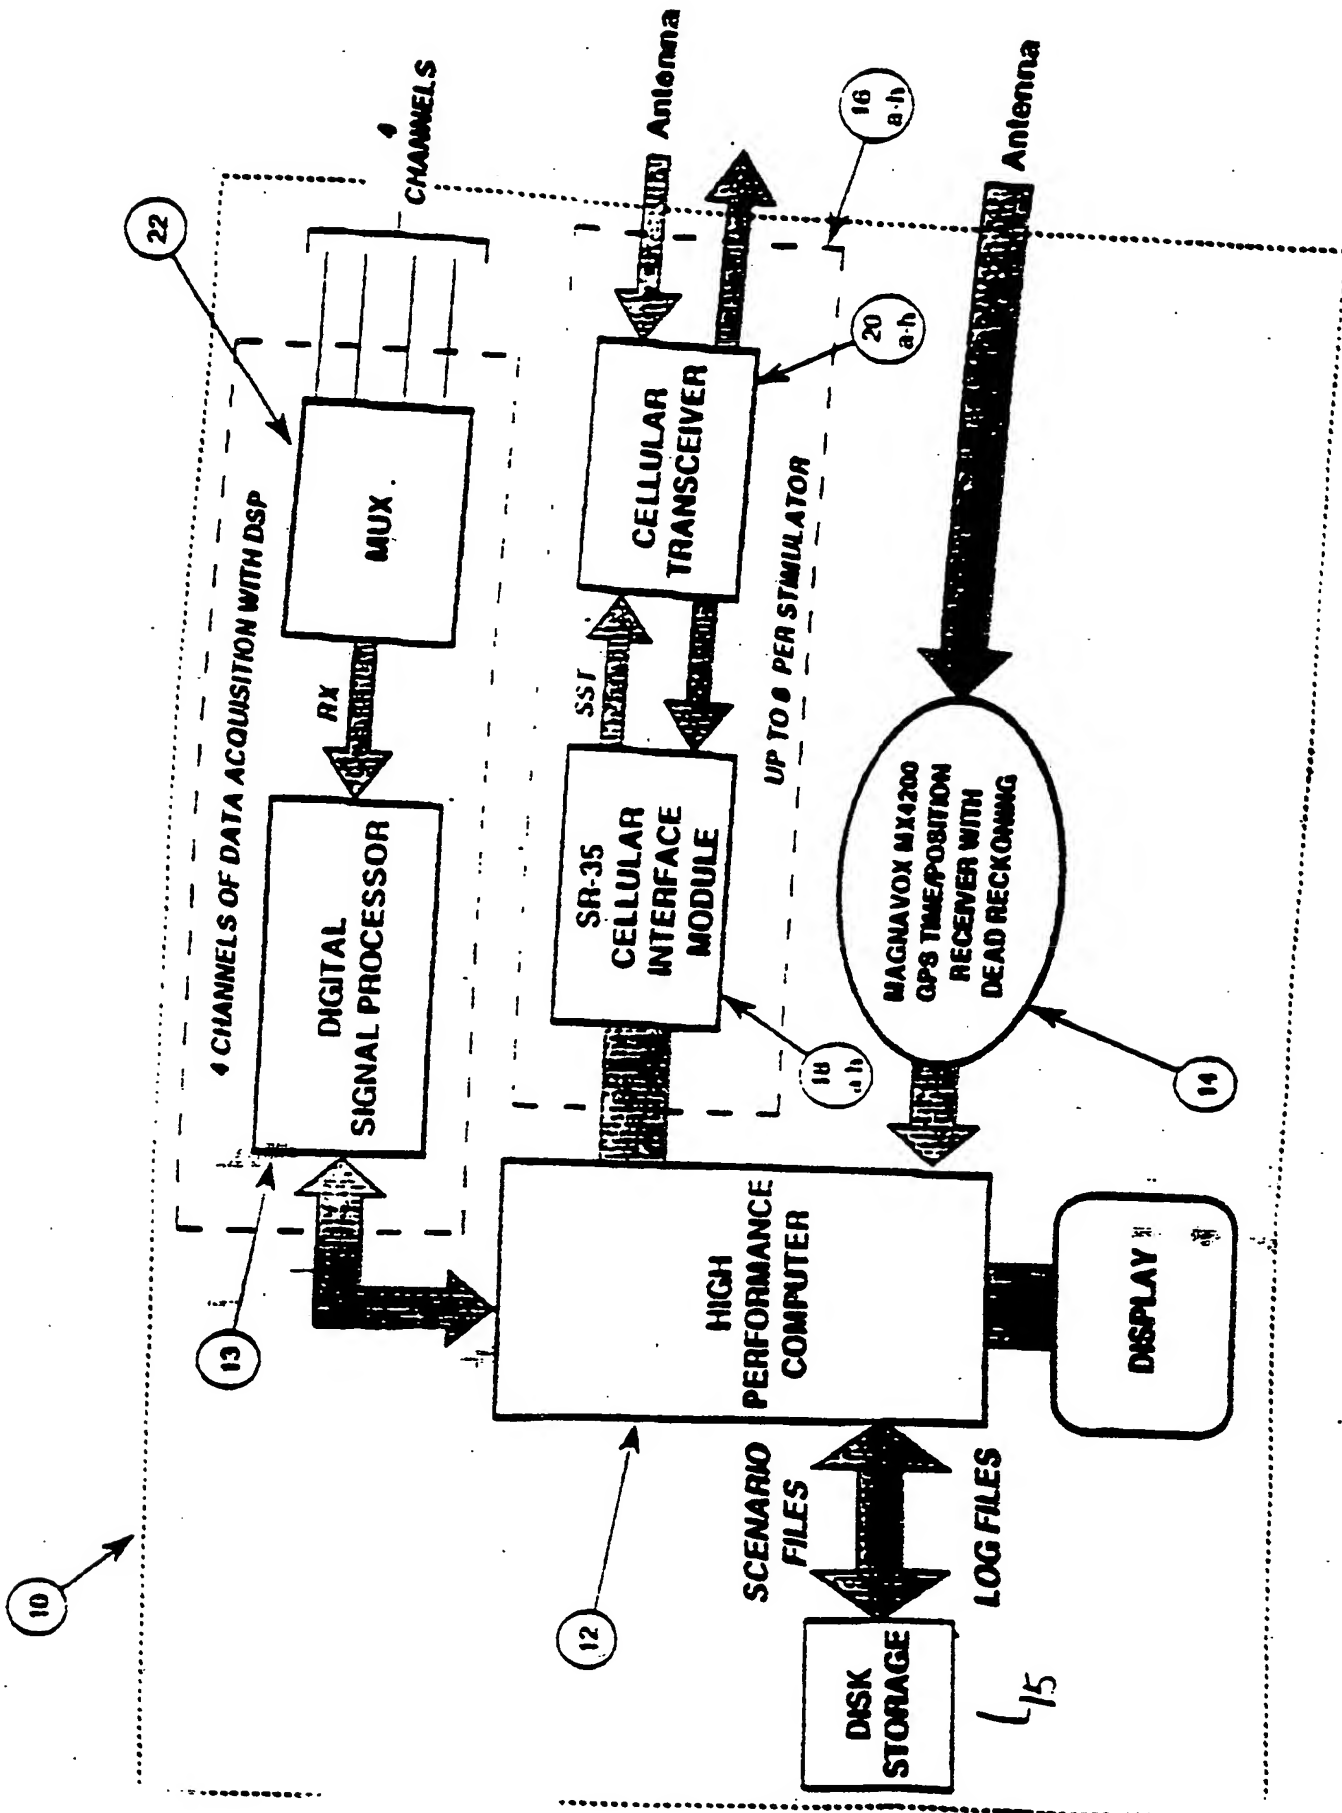 10
13
22
4 CHANNELS OF DATA ACQUISITION WITH DSP
DIGITAL
SIGNAL PROCESSOR
RX
MUX
4
CHANNELS
12
HIGH
PERFORMANCE
COMPUTER
SR-35
CELLULAR
INTERFACE
MODULE
SST
CELLULAR
TRANSCEIVER
Antenna
16
a-h
20
a-h
18
a-h
UP TO 8 PER STIMULATOR
SCENARIO
FILES
LOG FILES
DISK
STORAGE
15
MAGNAVOX MX4200
GPS TIME/POSITION
RECEIVER WITH
DEAD RECKONING
14
Antenna
DISPLAY